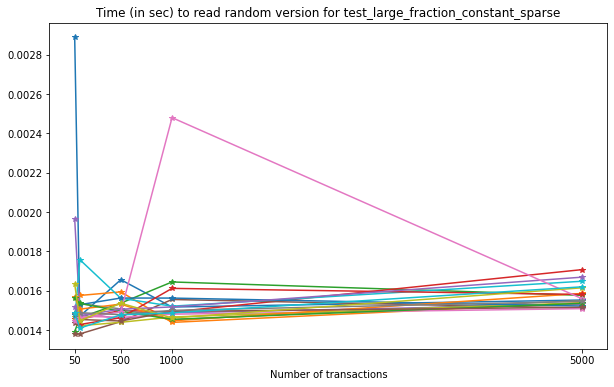 Time (in sec) to read random version for test_large_fraction_constant_sparse
0.0028
0.0026
0.0024
0.0022
0.0020
0.0018
0.0016
0.0014
50 500 1000 5000
Number of transactions